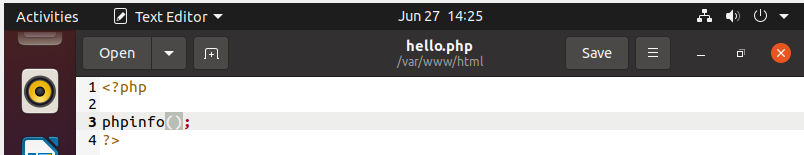 Activities Text Editor Jun 27 14:25
Open hello.php Save
/var/www/html
1 <?php
2
3 phpinfo();
4 ?>